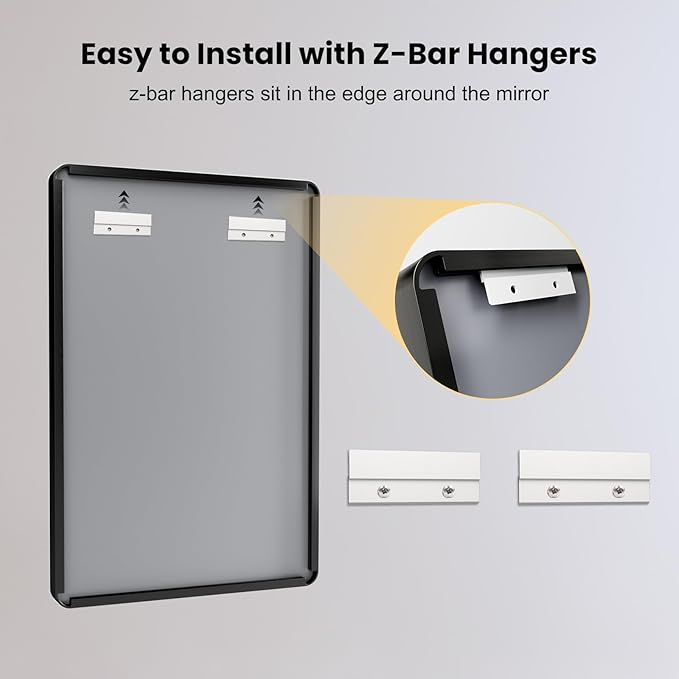 Easy to Install with Z-Bar Hangers
z-bar hangers sit in the edge around the mirror